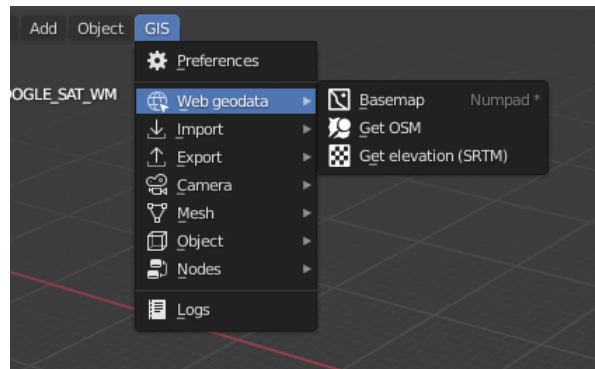 Add Object GIS
Preferences
OOGLE_SAT_WM
Web geodata
Basemap Numpad *
Import
Get OSM
Export
Get elevation (SRTM)
Camera
Mesh
Object
Nodes
Logs